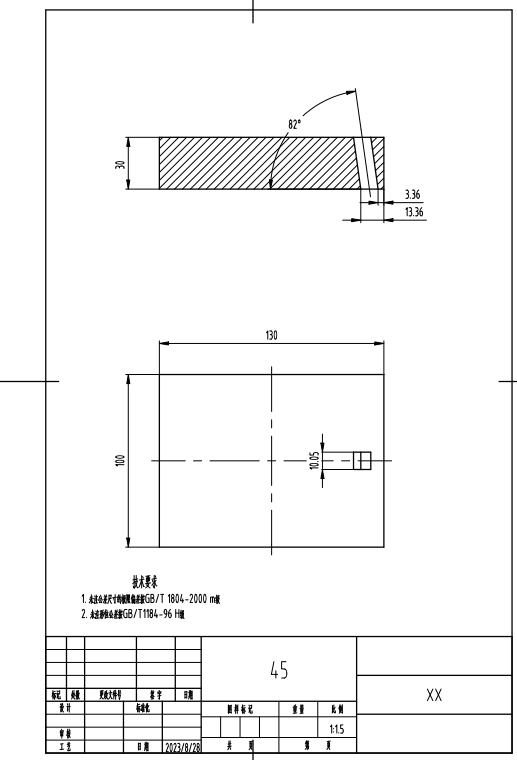 82°
30
3.36
13.36
130
100
10.05
技术要求
1. 未注公差尺寸的极限偏差按GB/T 1804-2000 m级
2. 未注形位公差按GB/T1184-96 H级
45
XX
标记 处数 更改文件号 签字 日期
设计 标准化 图样标记 重量 比例
1:1.5
审核
工艺 日期 2023/8/28 共 页 第 页